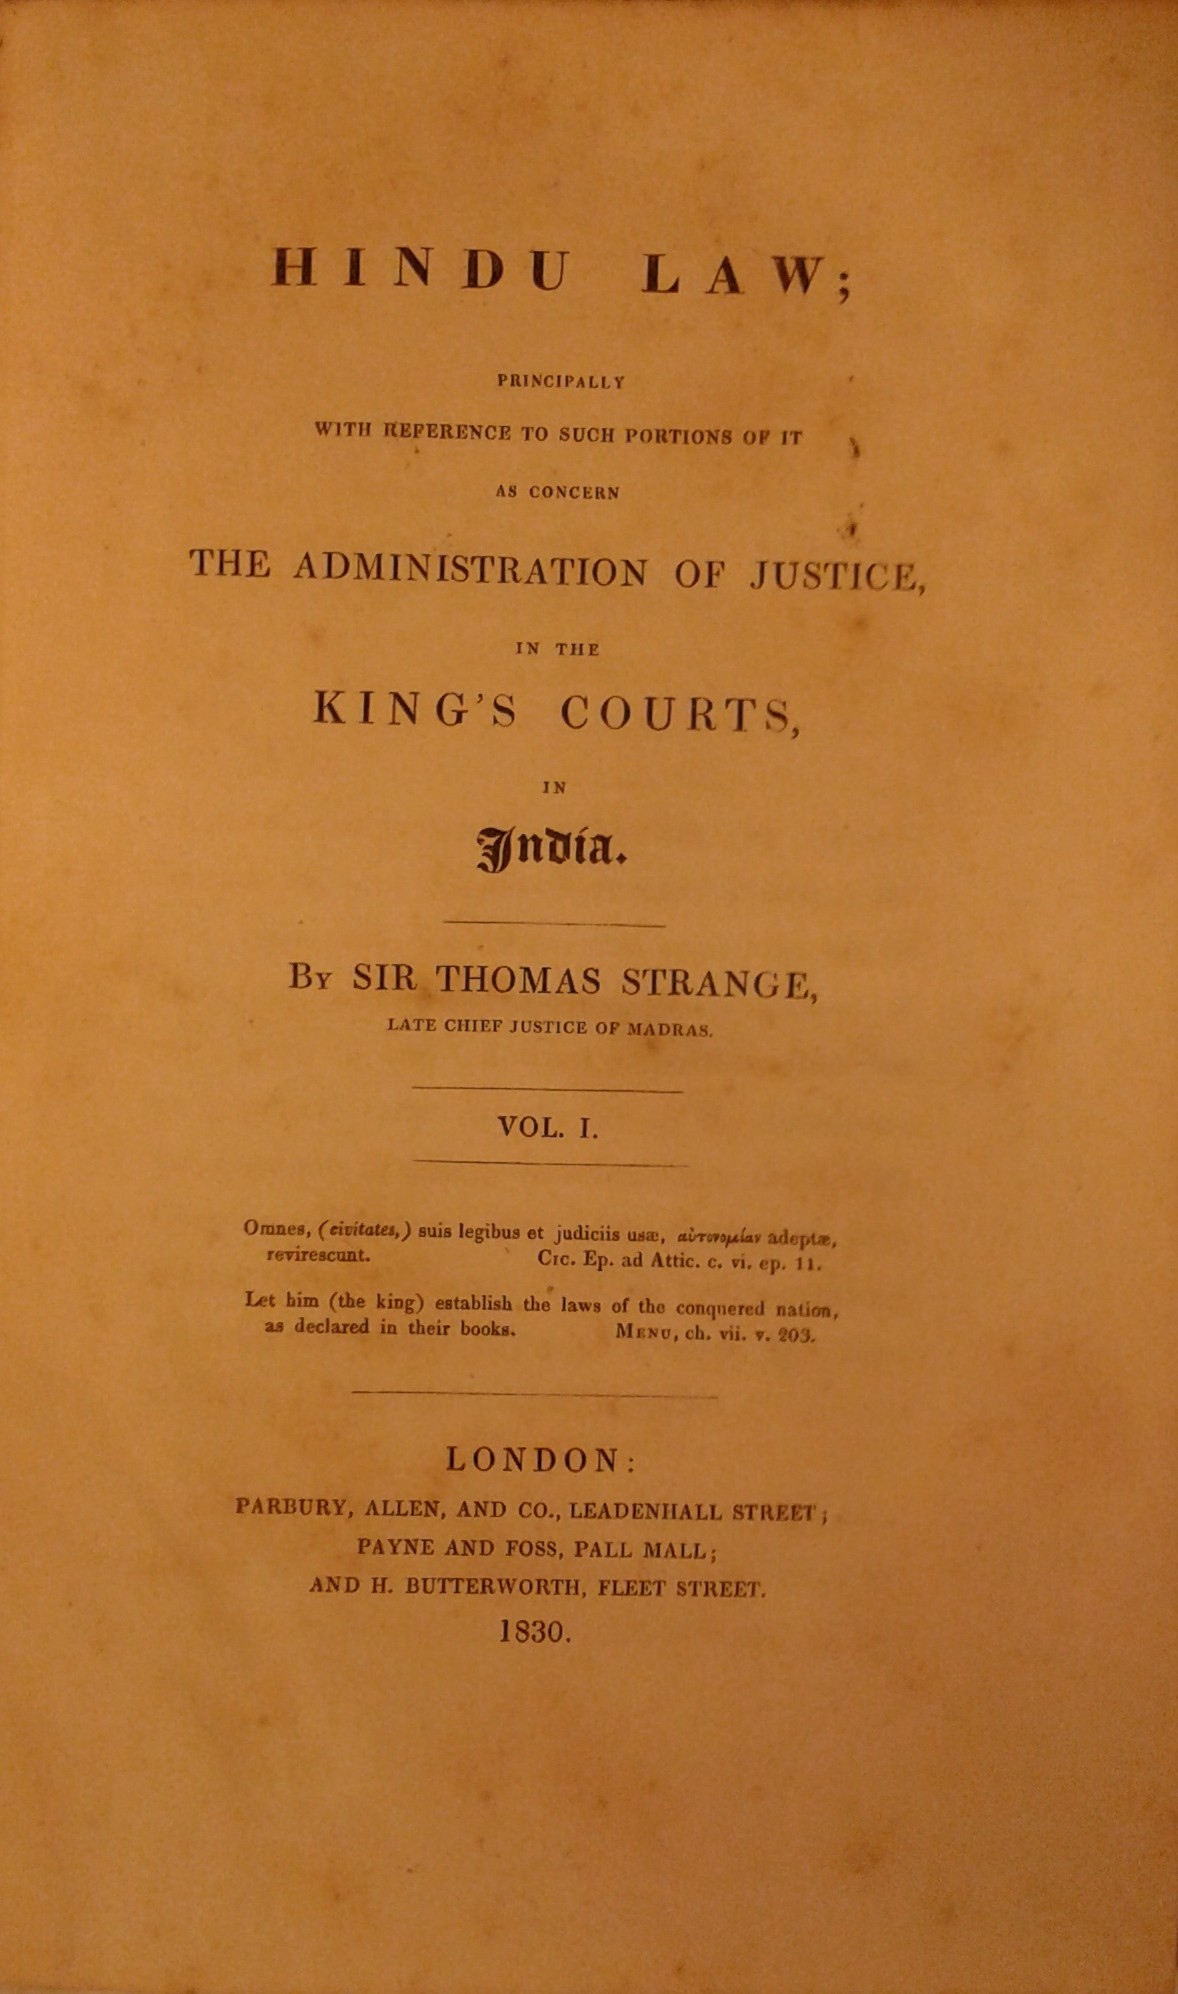 HINDU LAW;
PRINCIPALLY
WITH REFERENCE TO SUCH PORTIONS OF IT
AS CONCERN
THE ADMINISTRATION OF JUSTICE,
IN THE
KING'S COURTS,
IN
India.
By SIR THOMAS STRANGE,
LATE CHIEF JUSTICE OF MADRAS.
VOL. I.
Omnes, (civitates,) suis legibus et judiciis usæ, αὐτονομίαν adeptæ,
revirescunt. Cic. Ep. ad Attic. c. vi. ep. 11.
Let him (the king) establish the laws of the conquered nation,
as declared in their books. Menu, ch. vii. v. 203.
LONDON:
PARBURY, ALLEN, AND CO., LEADENHALL STREET;
PAYNE AND FOSS, PALL MALL;
AND H. BUTTERWORTH, FLEET STREET.
1830.